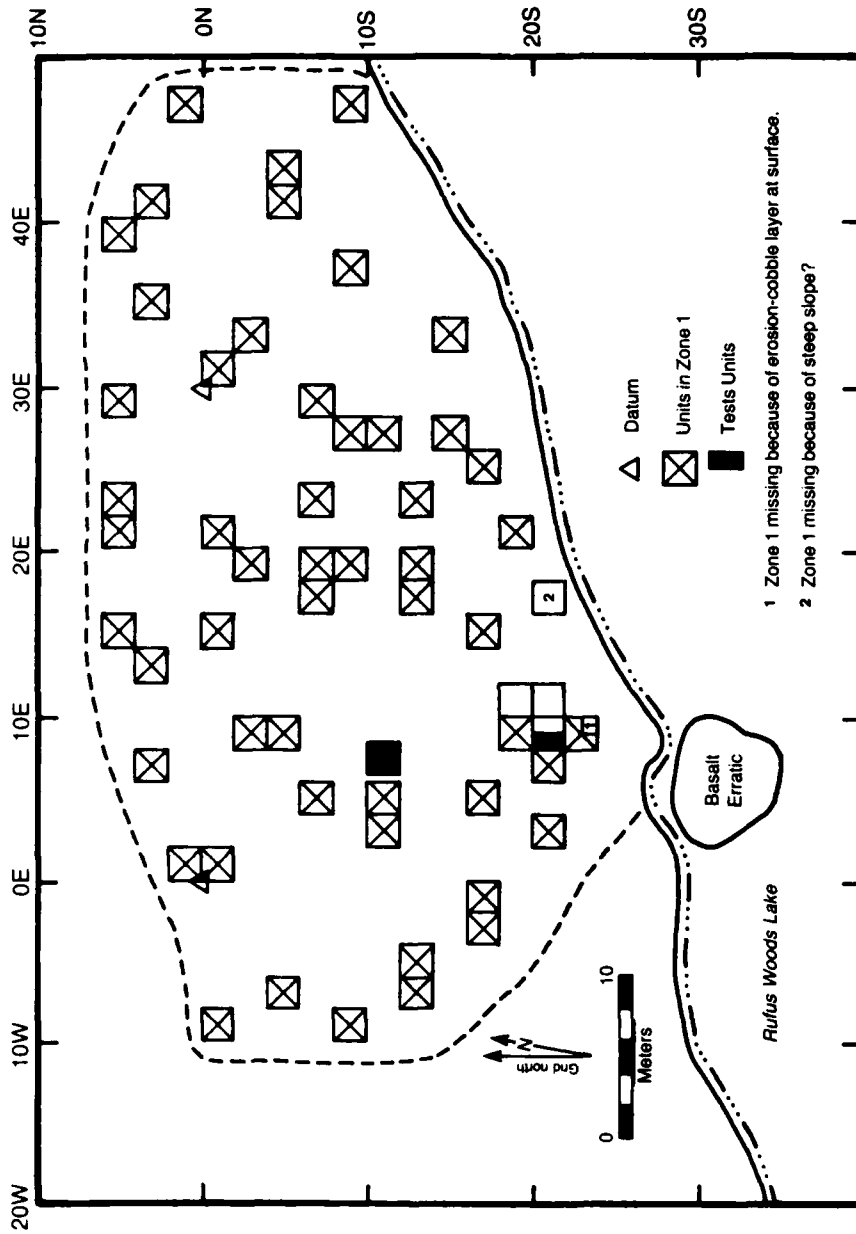 20W
10W
0E
10E
20E
30E
40E
10N
0N
10S
20S
30S
2
1
Grid north
N
0
10
Meters
Rufus Woods Lake
Basalt
Erratic
Datum
Units in Zone 1
Tests Units
1 Zone 1 missing because of erosion-cobble layer at surface.
2 Zone 1 missing because of steep slope?